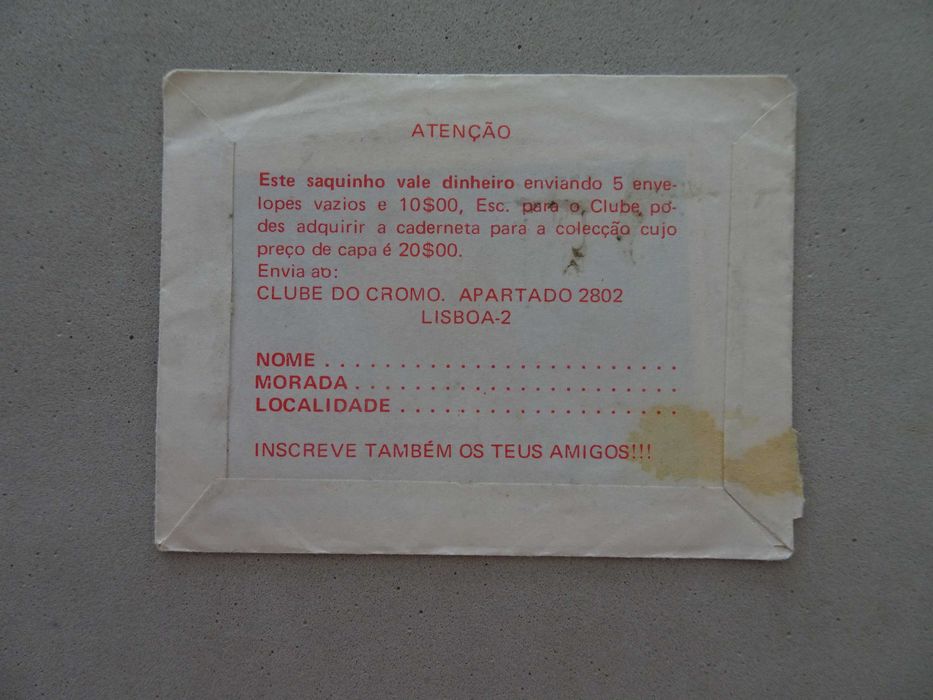 ATENÇÃO
Este saquinho vale dinheiro enviando 5 enve-
lopes vazios e 10$00, Esc. para o Clube po-
des adquirir a caderneta para a colecção cujo
preço de capa é 20$00.
Envia ao:
CLUBE DO CROMO. APARTADO 2802
LISBOA-2
NOME . . . . . . . . . . . . . . . . . . . . . . . .
MORADA . . . . . . . . . . . . . . . . . . . . . .
LOCALIDADE . . . . . . . . . . . . . . . . . . .
INSCREVE TAMBÉM OS TEUS AMIGOS!!!